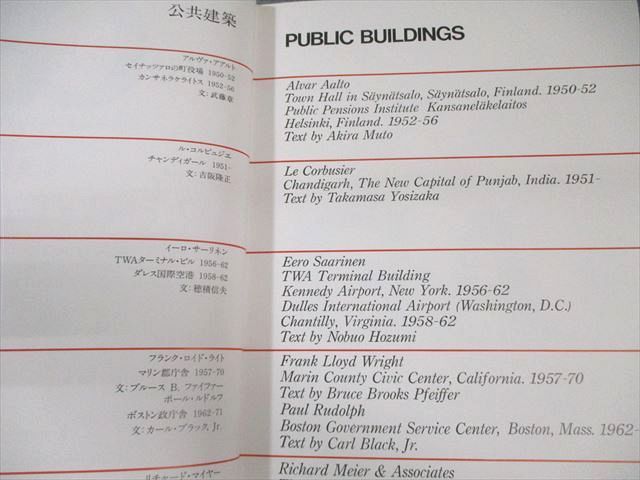 公共建築
アルヴァ・アアルト
セイナッツァロの町役場 1950-52
カンサネラケライトス 1952-56
文：武藤章
ル・コルビュジエ
チャンディガール 1951-
文：吉阪隆正
イーロ・サーリネン
TWAターミナル・ビル 1956-62
ダレス国際空港 1958-62
文：穂積信夫
フランク・ロイド・ライト
マリン郡庁舎 1957-70
文：ブルース B. ファイファー
ポール・ルドルフ
ボストン政庁舎 1962-71
文：カール・ブラック, Jr.
リチャード・マイヤー
PUBLIC BUILDINGS
Alvar Aalto
Town Hall in Säynätsalo, Säynätsalo, Finland. 1950-52
Public Pensions Institute Kansaneläkelaitos
Helsinki, Finland. 1952-56
Text by Akira Muto
Le Corbusier
Chandigarh, The New Capital of Punjab, India. 1951-
Text by Takamasa Yosizaka
Eero Saarinen
TWA Terminal Building
Kennedy Airport, New York. 1956-62
Dulles International Airport (Washington, D.C.)
Chantilly, Virginia. 1958-62
Text by Nobuo Hozumi
Frank Lloyd Wright
Marin County Civic Center, California. 1957-70
Text by Bruce Brooks Pfeiffer
Paul Rudolph
Boston Government Service Center, Boston, Mass. 1962-
Text by Carl Black, Jr.
Richard Meier & Associates